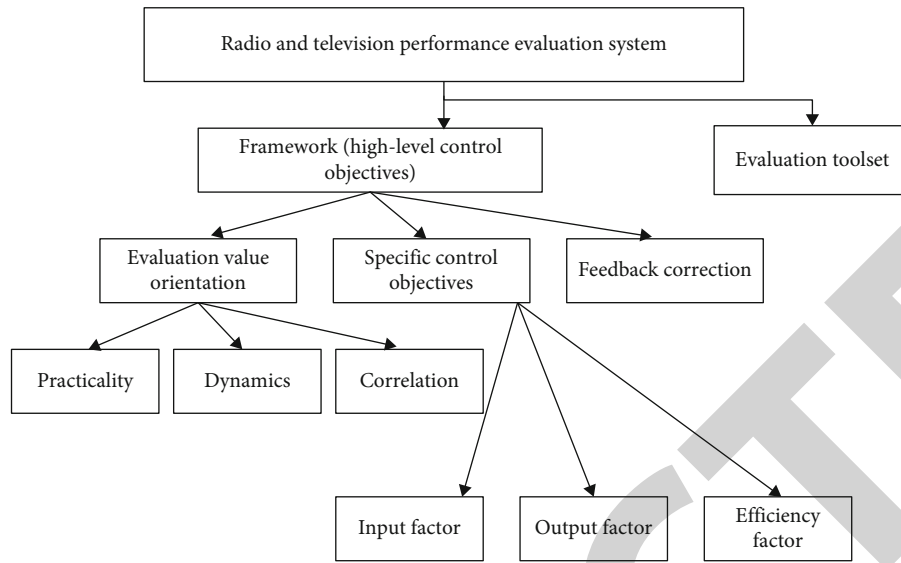 Radio and television performance evaluation system
Framework (high-level control
objectives)
Evaluation toolset
Evaluation value
orientation
Specific control
objectives
Feedback correction
Practicality
Dynamics
Correlation
Input factor
Output factor
Efficiency
factor